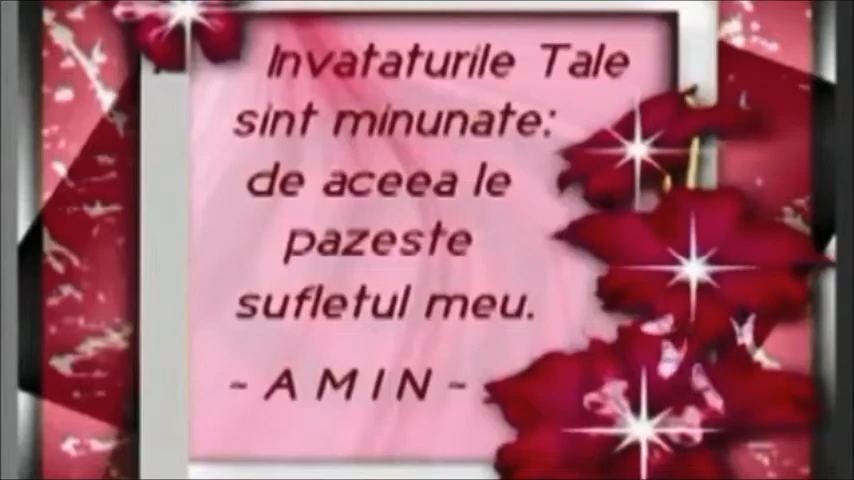 Invataturile Tale
sint minunate:
de aceea le
pazeste
sufletul meu.
~ A M I N ~